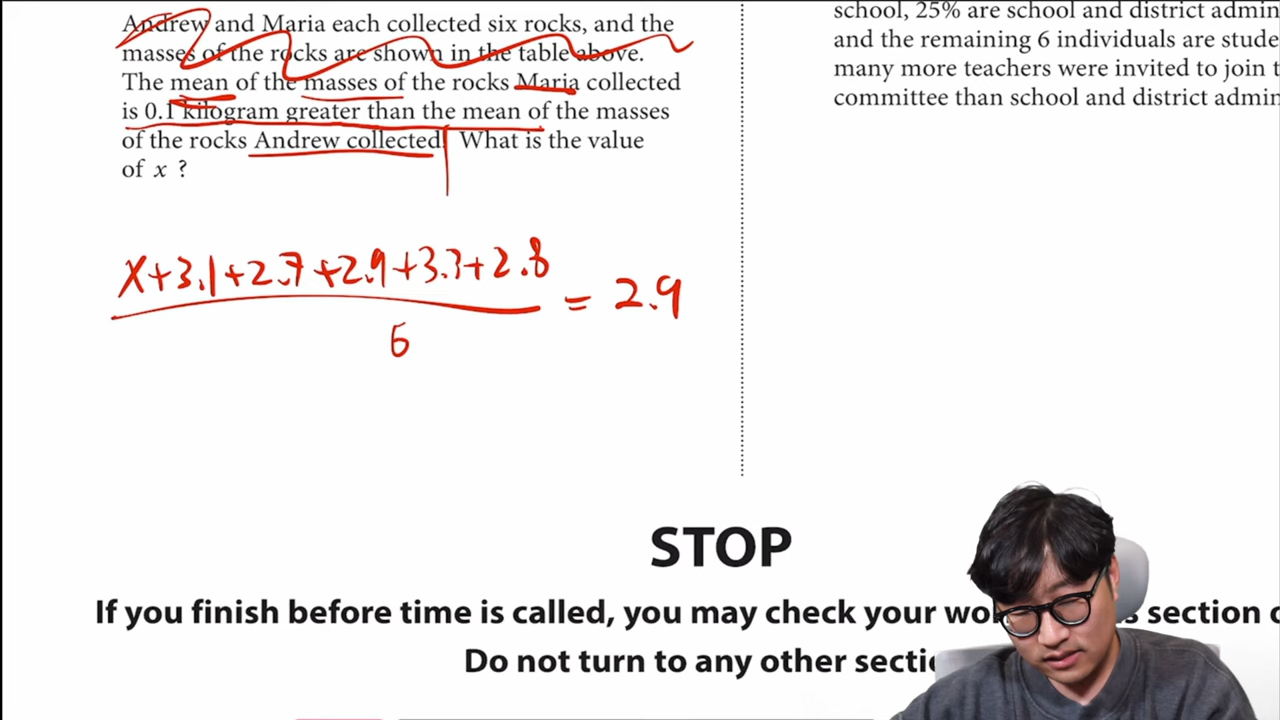 Andrew and Maria each collected six rocks, and the
masses of the rocks are shown in the table above.
The mean of the masses of the rocks Maria collected
is 0.1 kilogram greater than the mean of the masses
of the rocks Andrew collected. What is the value
of x ?
x+3.1+2.7+2.9+3.3+2.8
= 2.9
6
school, 25% are school and district admin
and the remaining 6 individuals are stude
many more teachers were invited to join t
committee than school and district admin
STOP
If you finish before time is called, you may check your wo s section o
Do not turn to any other secti